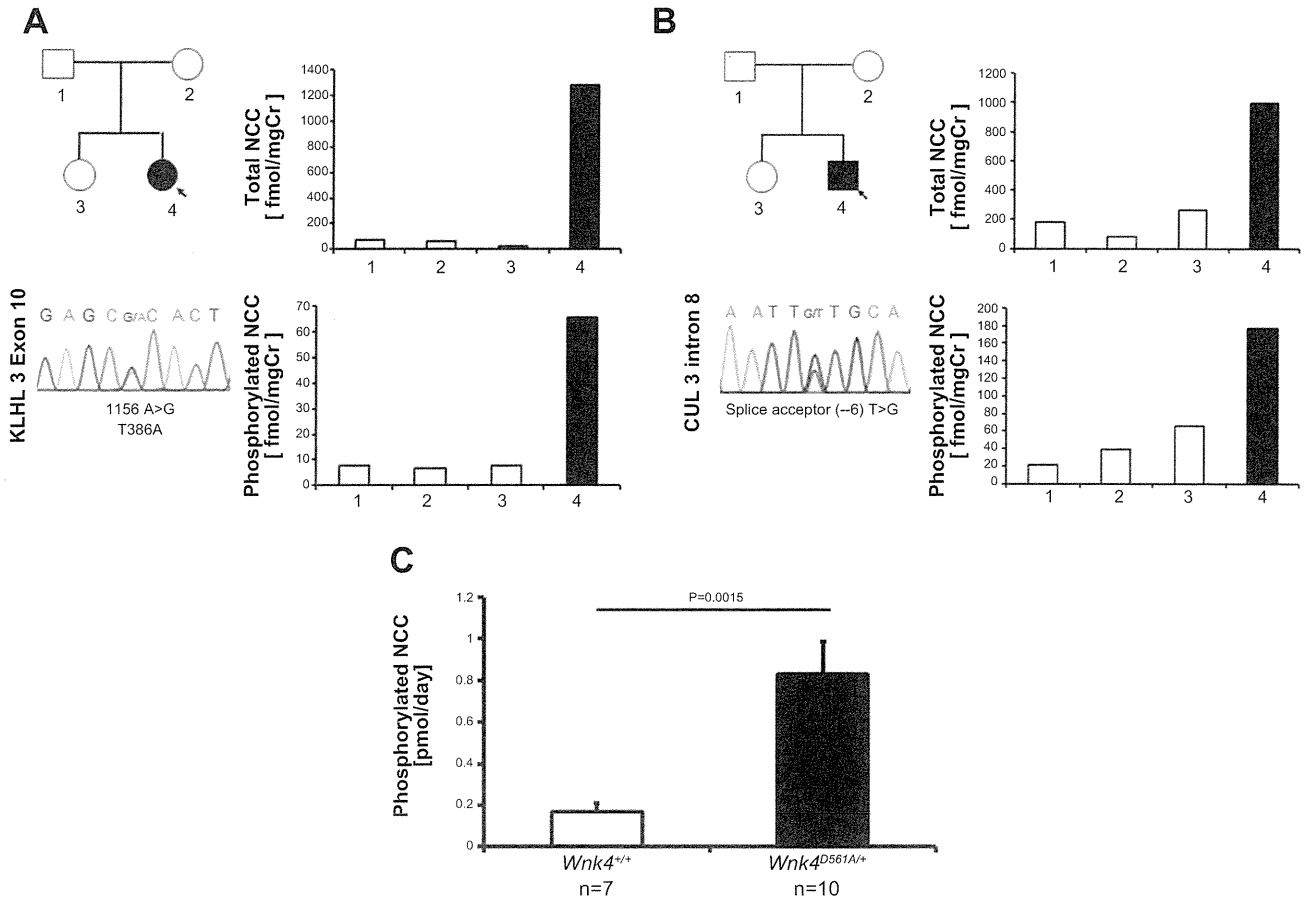 A
1
2
3
4
Total NCC
[ fmol/mgCr ]
1400
1200
1000
800
600
400
200
0
1 2 3 4
KLHL 3 Exon 10
G A G C G/A C A C T
1156 A>G
T386A
Phosphorylated NCC
[ fmol/mgCr ]
70
60
50
40
30
20
10
0
1 2 3 4
B
1
2
3
4
Total NCC
[ fmol/mgCr ]
1200
1000
800
600
400
200
0
1 2 3 4
CUL 3 intron 8
A A T T G/T T G C A
Splice acceptor (--6) T>G
Phosphorylated NCC
[ fmol/mgCr ]
200
180
160
140
120
100
80
60
40
20
0
1 2 3 4
C
Phosphorylated NCC
[pmol/day]
1.2
1
0.8
0.6
0.4
0.2
0
P=0.0015
Wnk4+/+
n=7
Wnk4D561A/+
n=10